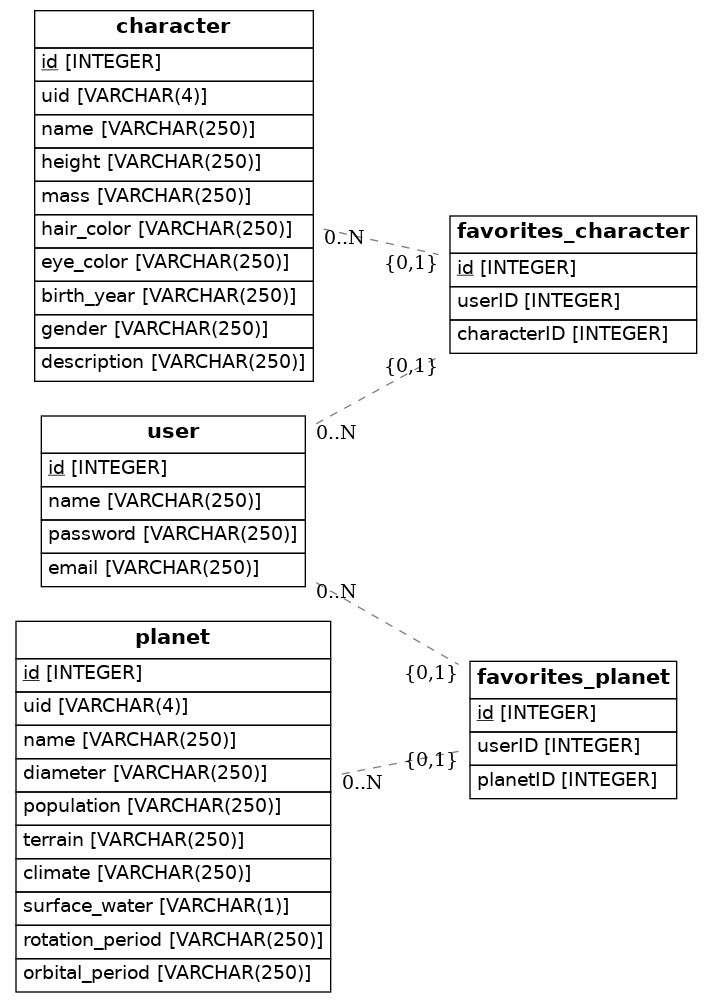 character
id [INTEGER]
uid [VARCHAR(4)]
name [VARCHAR(250)]
height [VARCHAR(250)]
mass [VARCHAR(250)]
hair_color [VARCHAR(250)]
eye_color [VARCHAR(250)]
birth_year [VARCHAR(250)]
gender [VARCHAR(250)]
description [VARCHAR(250)]
0..N
{0,1}
favorites_character
id [INTEGER]
userID [INTEGER]
characterID [INTEGER]
{0,1}
0..N
user
id [INTEGER]
name [VARCHAR(250)]
password [VARCHAR(250)]
email [VARCHAR(250)]
0..N
{0,1}
planet
id [INTEGER]
uid [VARCHAR(4)]
name [VARCHAR(250)]
diameter [VARCHAR(250)]
population [VARCHAR(250)]
terrain [VARCHAR(250)]
climate [VARCHAR(250)]
surface_water [VARCHAR(1)]
rotation_period [VARCHAR(250)]
orbital_period [VARCHAR(250)]
0..N
{0,1}
favorites_planet
id [INTEGER]
userID [INTEGER]
planetID [INTEGER]